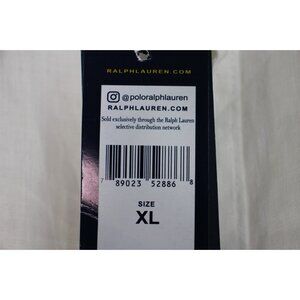 RALPHLAUREN.COM
@poloralphlauren
RALPHLAUREN.COM
Sold exclusively through the Ralph Lauren
selective distribution network
7 89023 52886 8
SIZE
XL